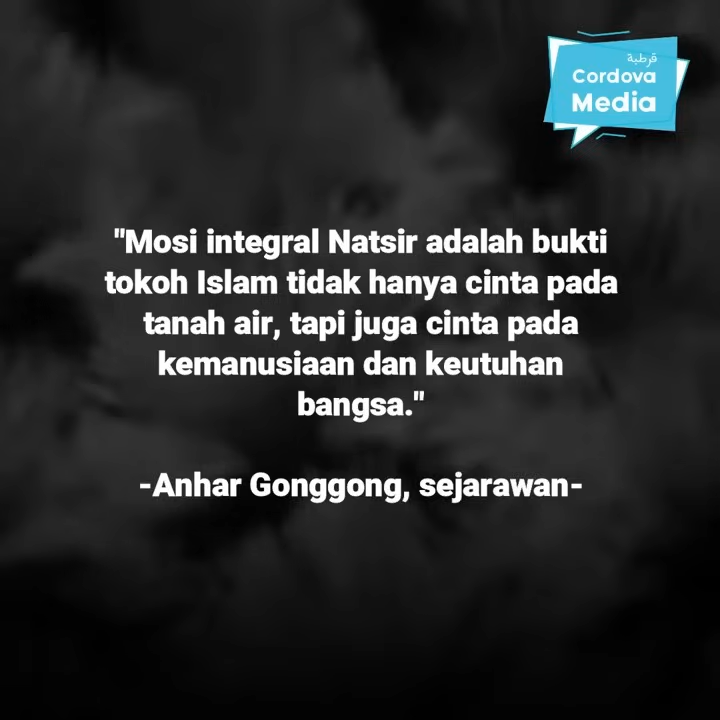 قرطبة
Cordova
Media
"Mosi integral Natsir adalah bukti
tokoh Islam tidak hanya cinta pada
tanah air, tapi juga cinta pada
kemanusiaan dan keutuhan
bangsa."
-Anhar Gonggong, sejarawan-